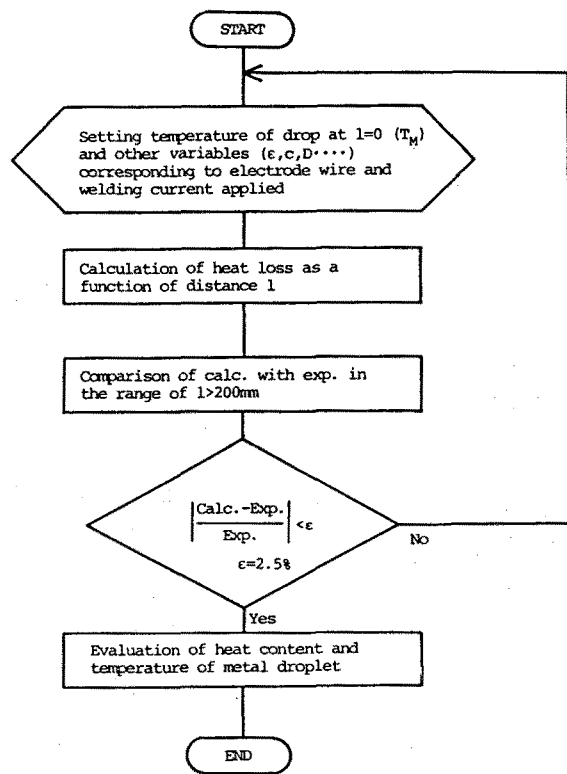 START
Setting temperature of drop at l=0 (T_M)
and other variables (ε,c,D····)
corresponding to electrode wire and
welding current applied
Calculation of heat loss as a
function of distance l
Comparison of calc. with exp. in
the range of l>200mm
|Calc.-Exp./Exp.| <ε
ε=2.5%
No
Yes
Evaluation of heat content and
temperature of metal droplet
END